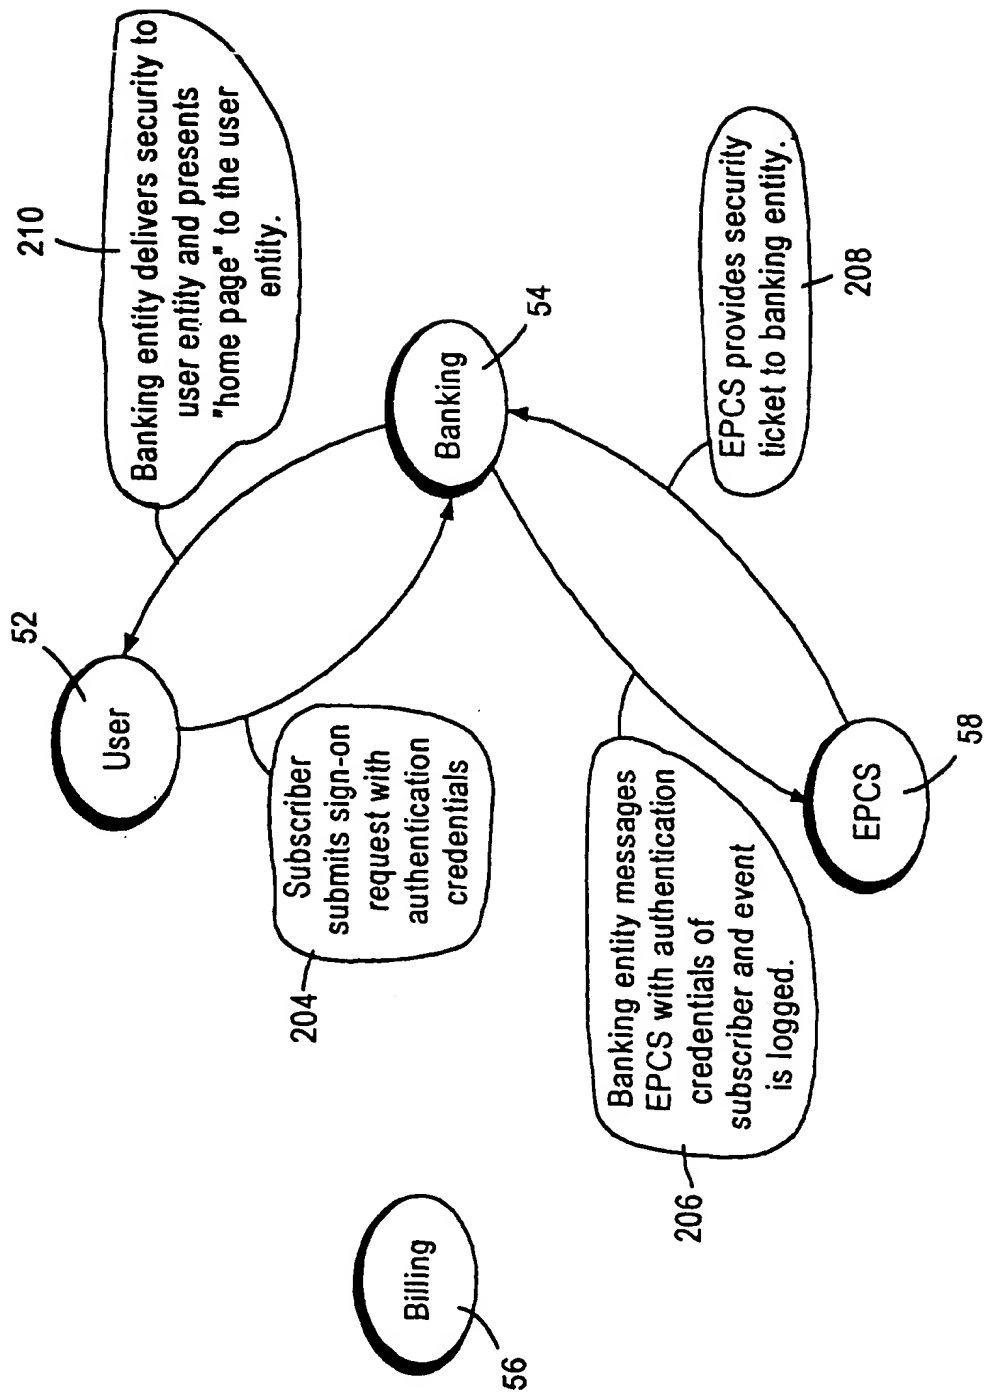 52
User
210
Banking entity delivers security to
user entity and presents
"home page" to the user
entity.
204
Subscriber
submits sign-on
request with
authentication
credentials
Billing
56
Banking
54
206
Banking entity messages
EPCS with authentication
credentials of
subscriber and event
is logged.
EPCS provides security
ticket to banking entity.
208
EPCS
58